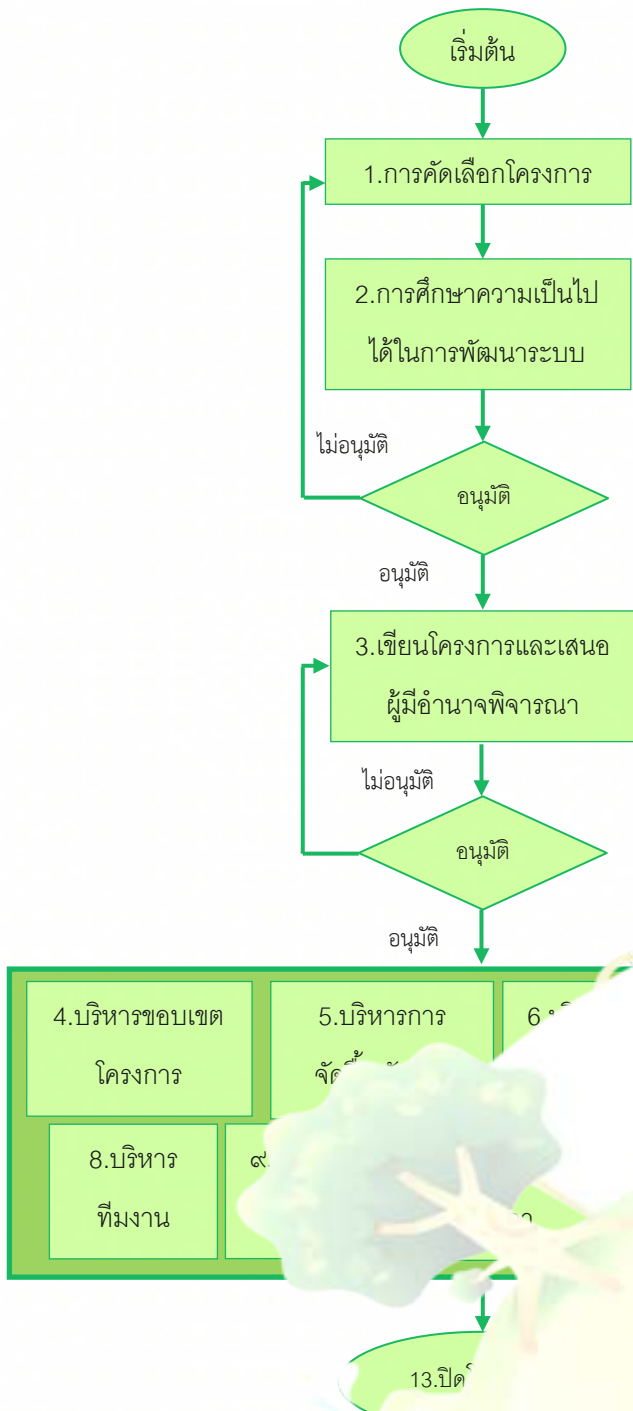 เริ่มต้น
1.การคัดเลือกโครงการ
2.การศึกษาความเป็นไป
ได้ในการพัฒนาระบบ
ไม่อนุมัติ
อนุมัติ
อนุมัติ
3.เขียนโครงการและเสนอ
ผู้มีอำนาจพิจารณา
ไม่อนุมัติ
อนุมัติ
อนุมัติ
4.บริหารขอบเขต
โครงการ
5.บริหารการ
8.บริหาร
ทีมงาน